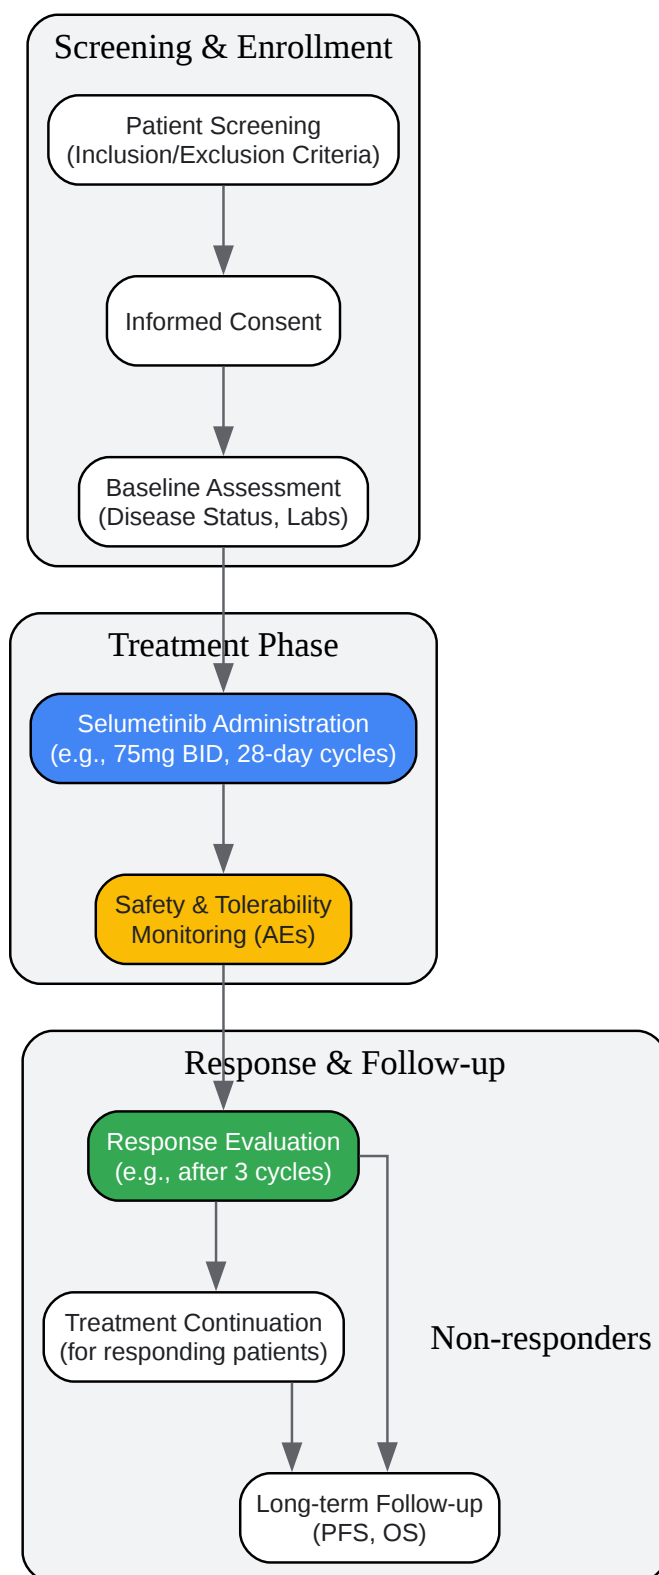 Screening & Enrollment
Patient Screening
(Inclusion/Exclusion Criteria)
Informed Consent
Baseline Assessment
(Disease Status, Labs)
Treatment Phase
Selumetinib Administration
(e.g., 75mg BID, 28-day cycles)
Safety & Tolerability
Monitoring (AEs)
Response & Follow-up
Response Evaluation
(e.g., after 3 cycles)
Treatment Continuation
(for responding patients)
Non-responders
Long-term Follow-up
(PFS, OS)